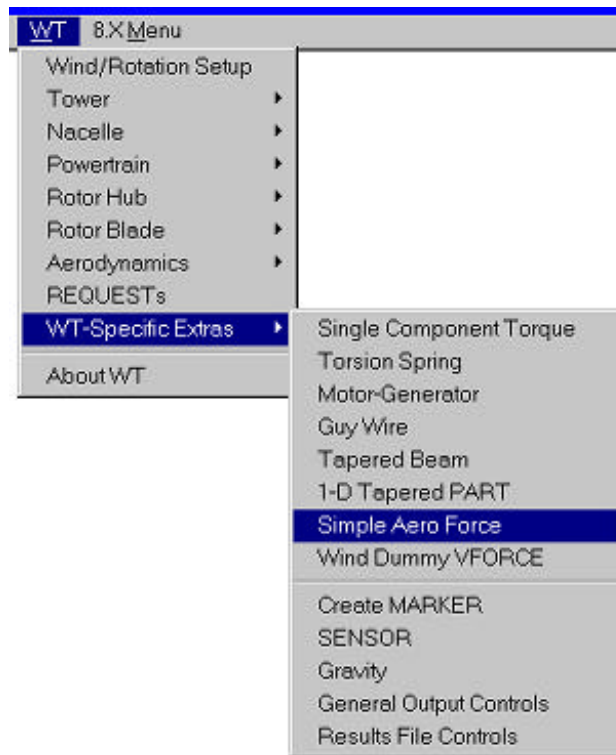 WT 8.X Menu
Wind/Rotation Setup
Tower
Nacelle
Powertrain
Rotor Hub
Rotor Blade
Aerodynamics
REQUESTs
WT-Specific Extras
About WT
Single Component Torque
Torsion Spring
Motor-Generator
Guy Wire
Tapered Beam
1-D Tapered PART
Simple Aero Force
Wind Dummy VFORCE
Create MARKER
SENSOR
Gravity
General Output Controls
Results File Controls